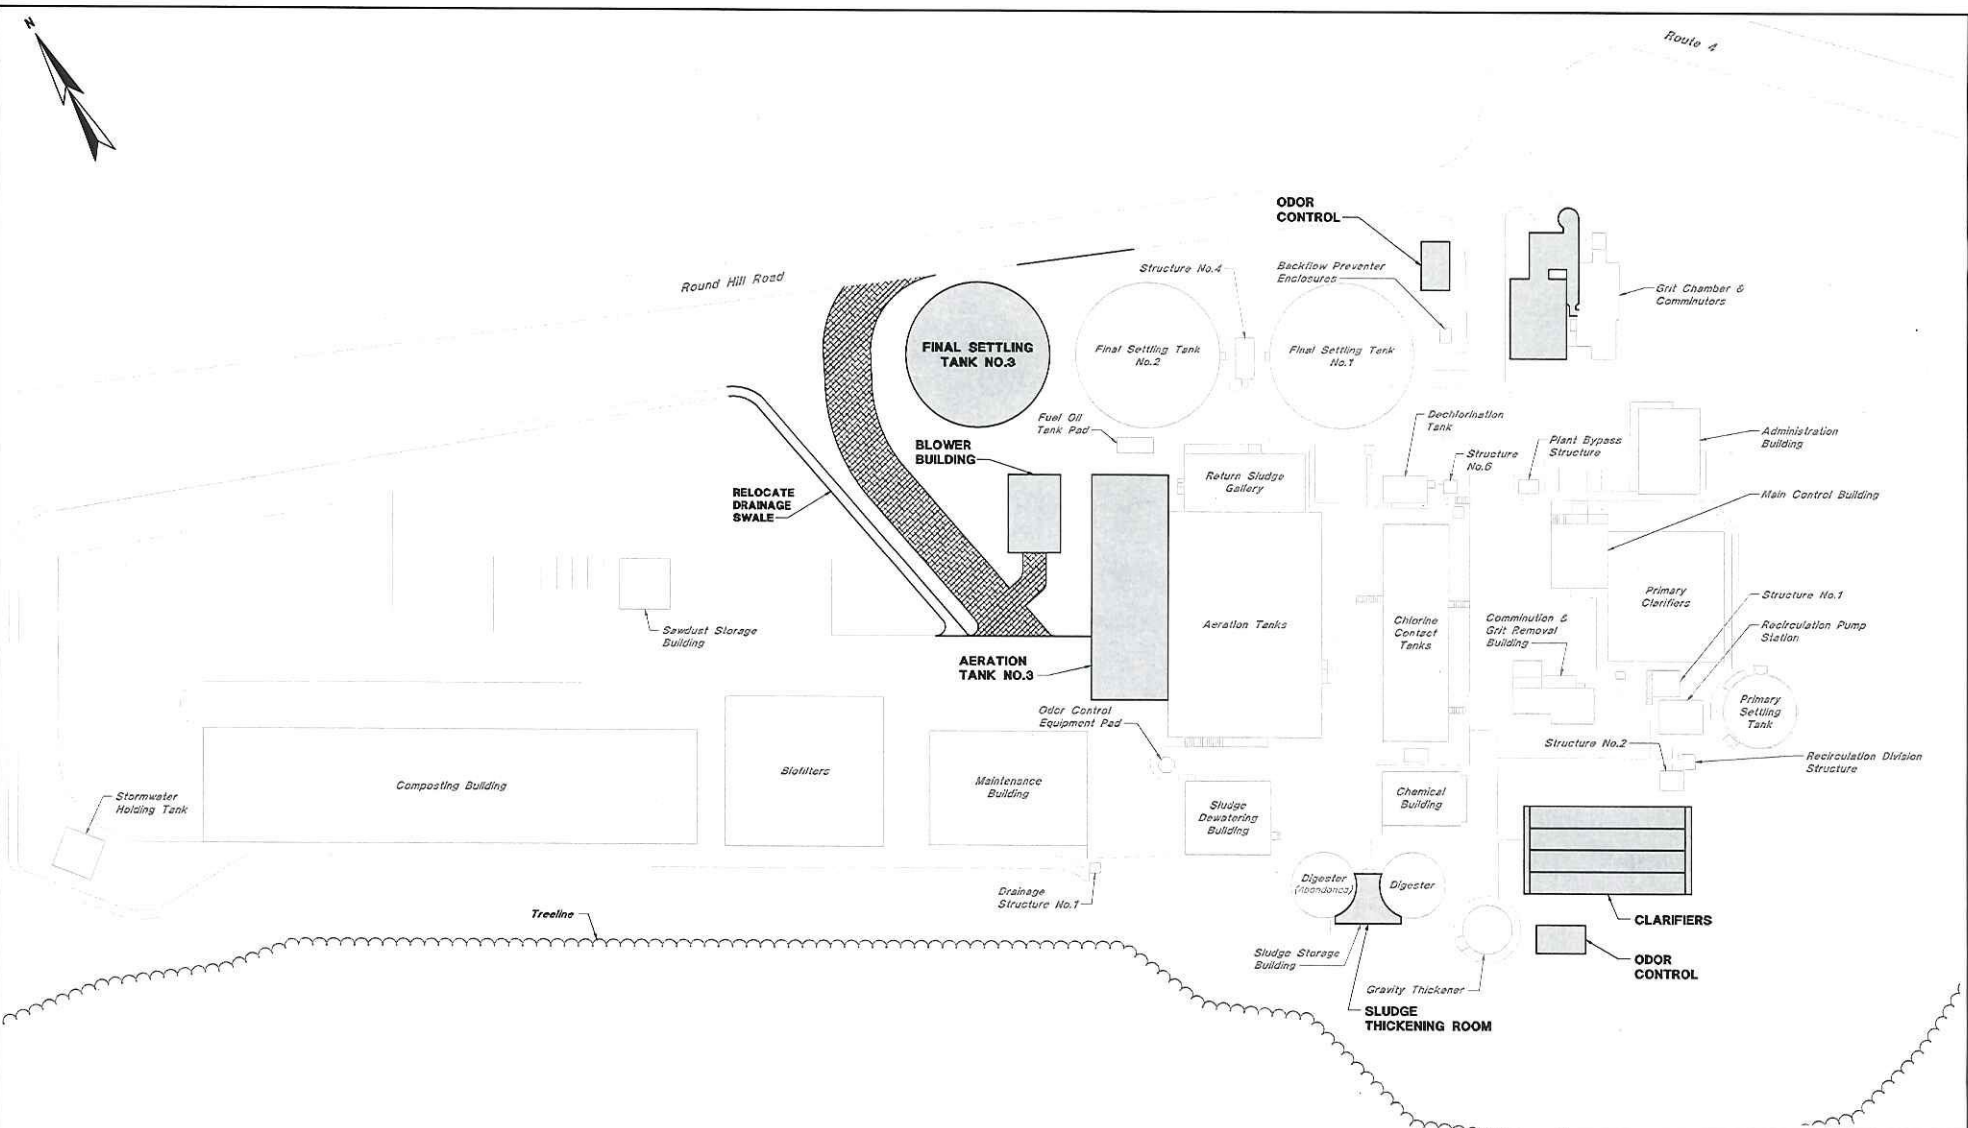 N
Route 4
ODOR
CONTROL
Structure No.4
Backflow Preventer
Enclosures
Round Hill Road
Grit Chamber &
Comminutors
FINAL SETTLING
TANK NO.3
Final Settling Tank
No.2
Final Settling Tank
No.1
Fuel Oil
Tank Pad
Dechlorination
Tank
Administration
Building
BLOWER
BUILDING
Structure
No.6
Plant Bypass
Structure
Return Sludge
Gallery
RELOCATE
DRAINAGE
SWALE
Main Control Building
Primary
Clarifiers
Structure No.1
Sawdust Storage
Building
Aeration Tanks
Chlorine
Contact
Tanks
Comminution &
Grit Removal
Building
Recirculation Pump
Station
AERATION
TANK NO.3
Odor Control
Equipment Pad
Primary
Settling
Tank
Structure No.2
Recirculation Division
Structure
Composting Building
Biofilters
Maintenance
Building
Stormwater
Holding Tank
Sludge
Dewatering
Building
Chemical
Building
Drainage
Structure No.1
Digester
(Abandoned)
Digester
Treeline
CLARIFIERS
Sludge Storage
Building
ODOR
CONTROL
Gravity Thickener
SLUDGE
THICKENING ROOM